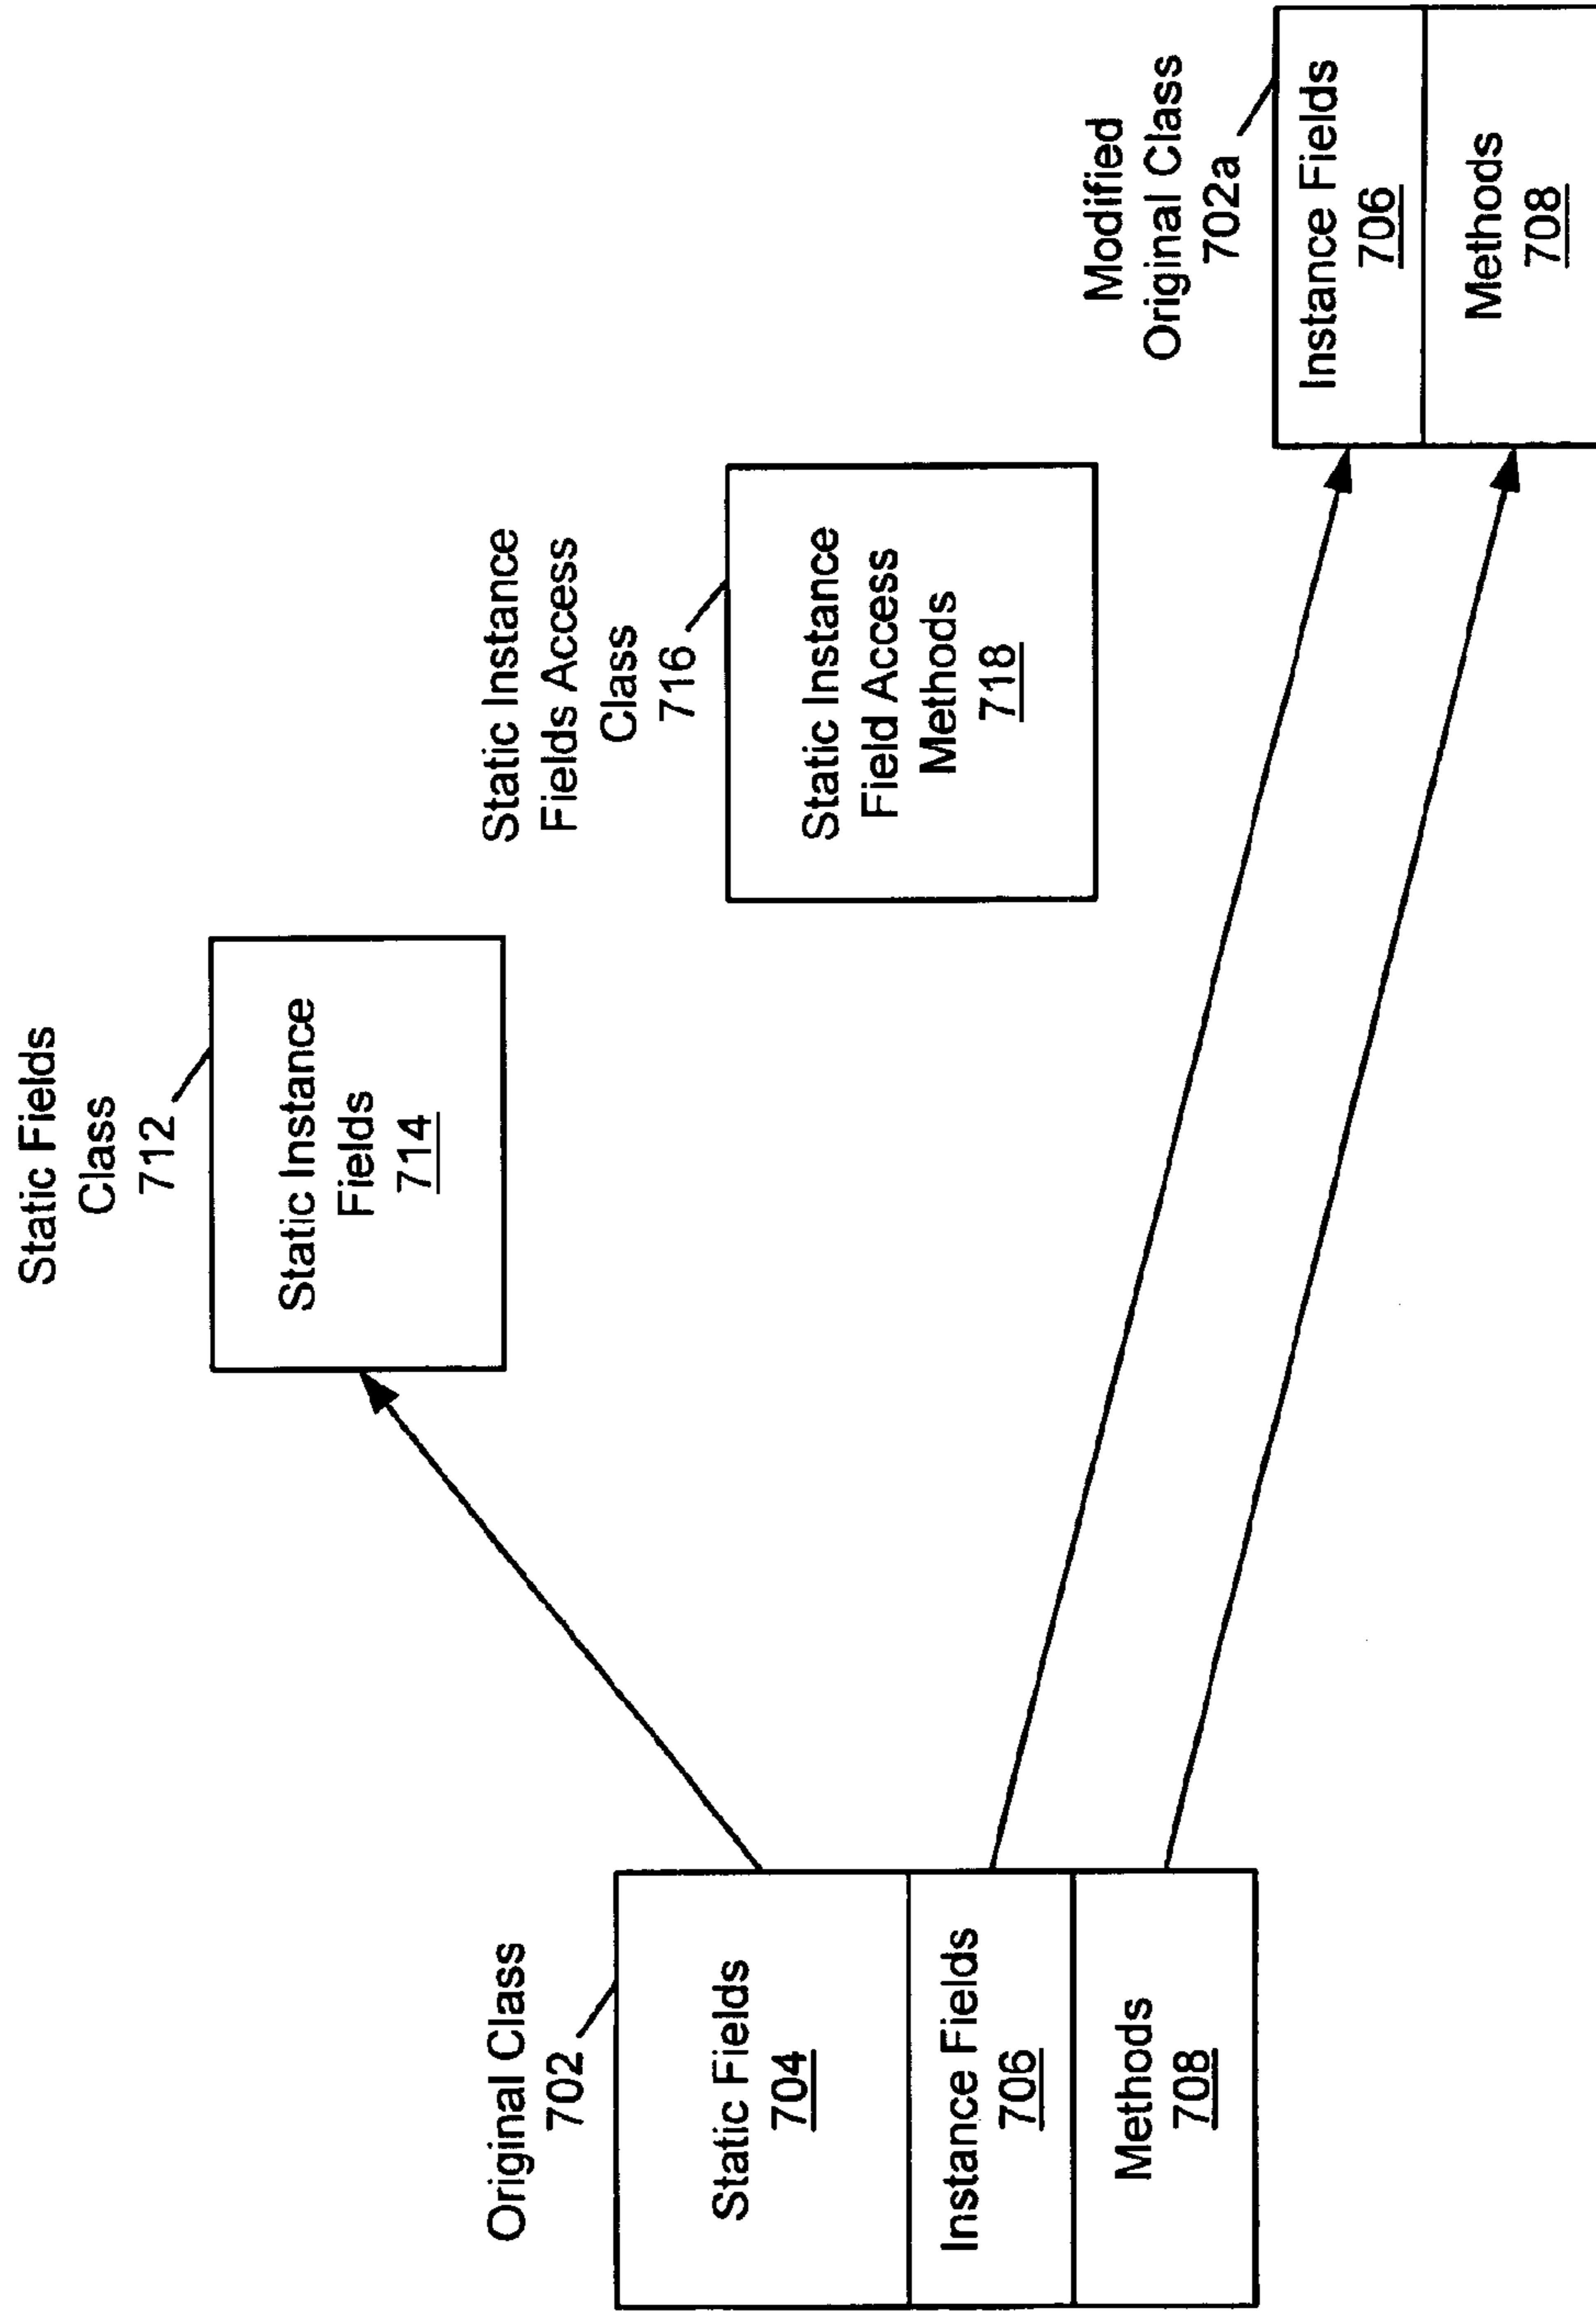 Original Class
702
Static Fields
704
Instance Fields
706
Methods
708
Static Fields
Class
712
Static Instance
Fields
714
Static Instance
Fields Access
Class
716
Static Instance
Field Access
Methods
718
Modified
Original Class
702a
Instance Fields
706
Methods
708